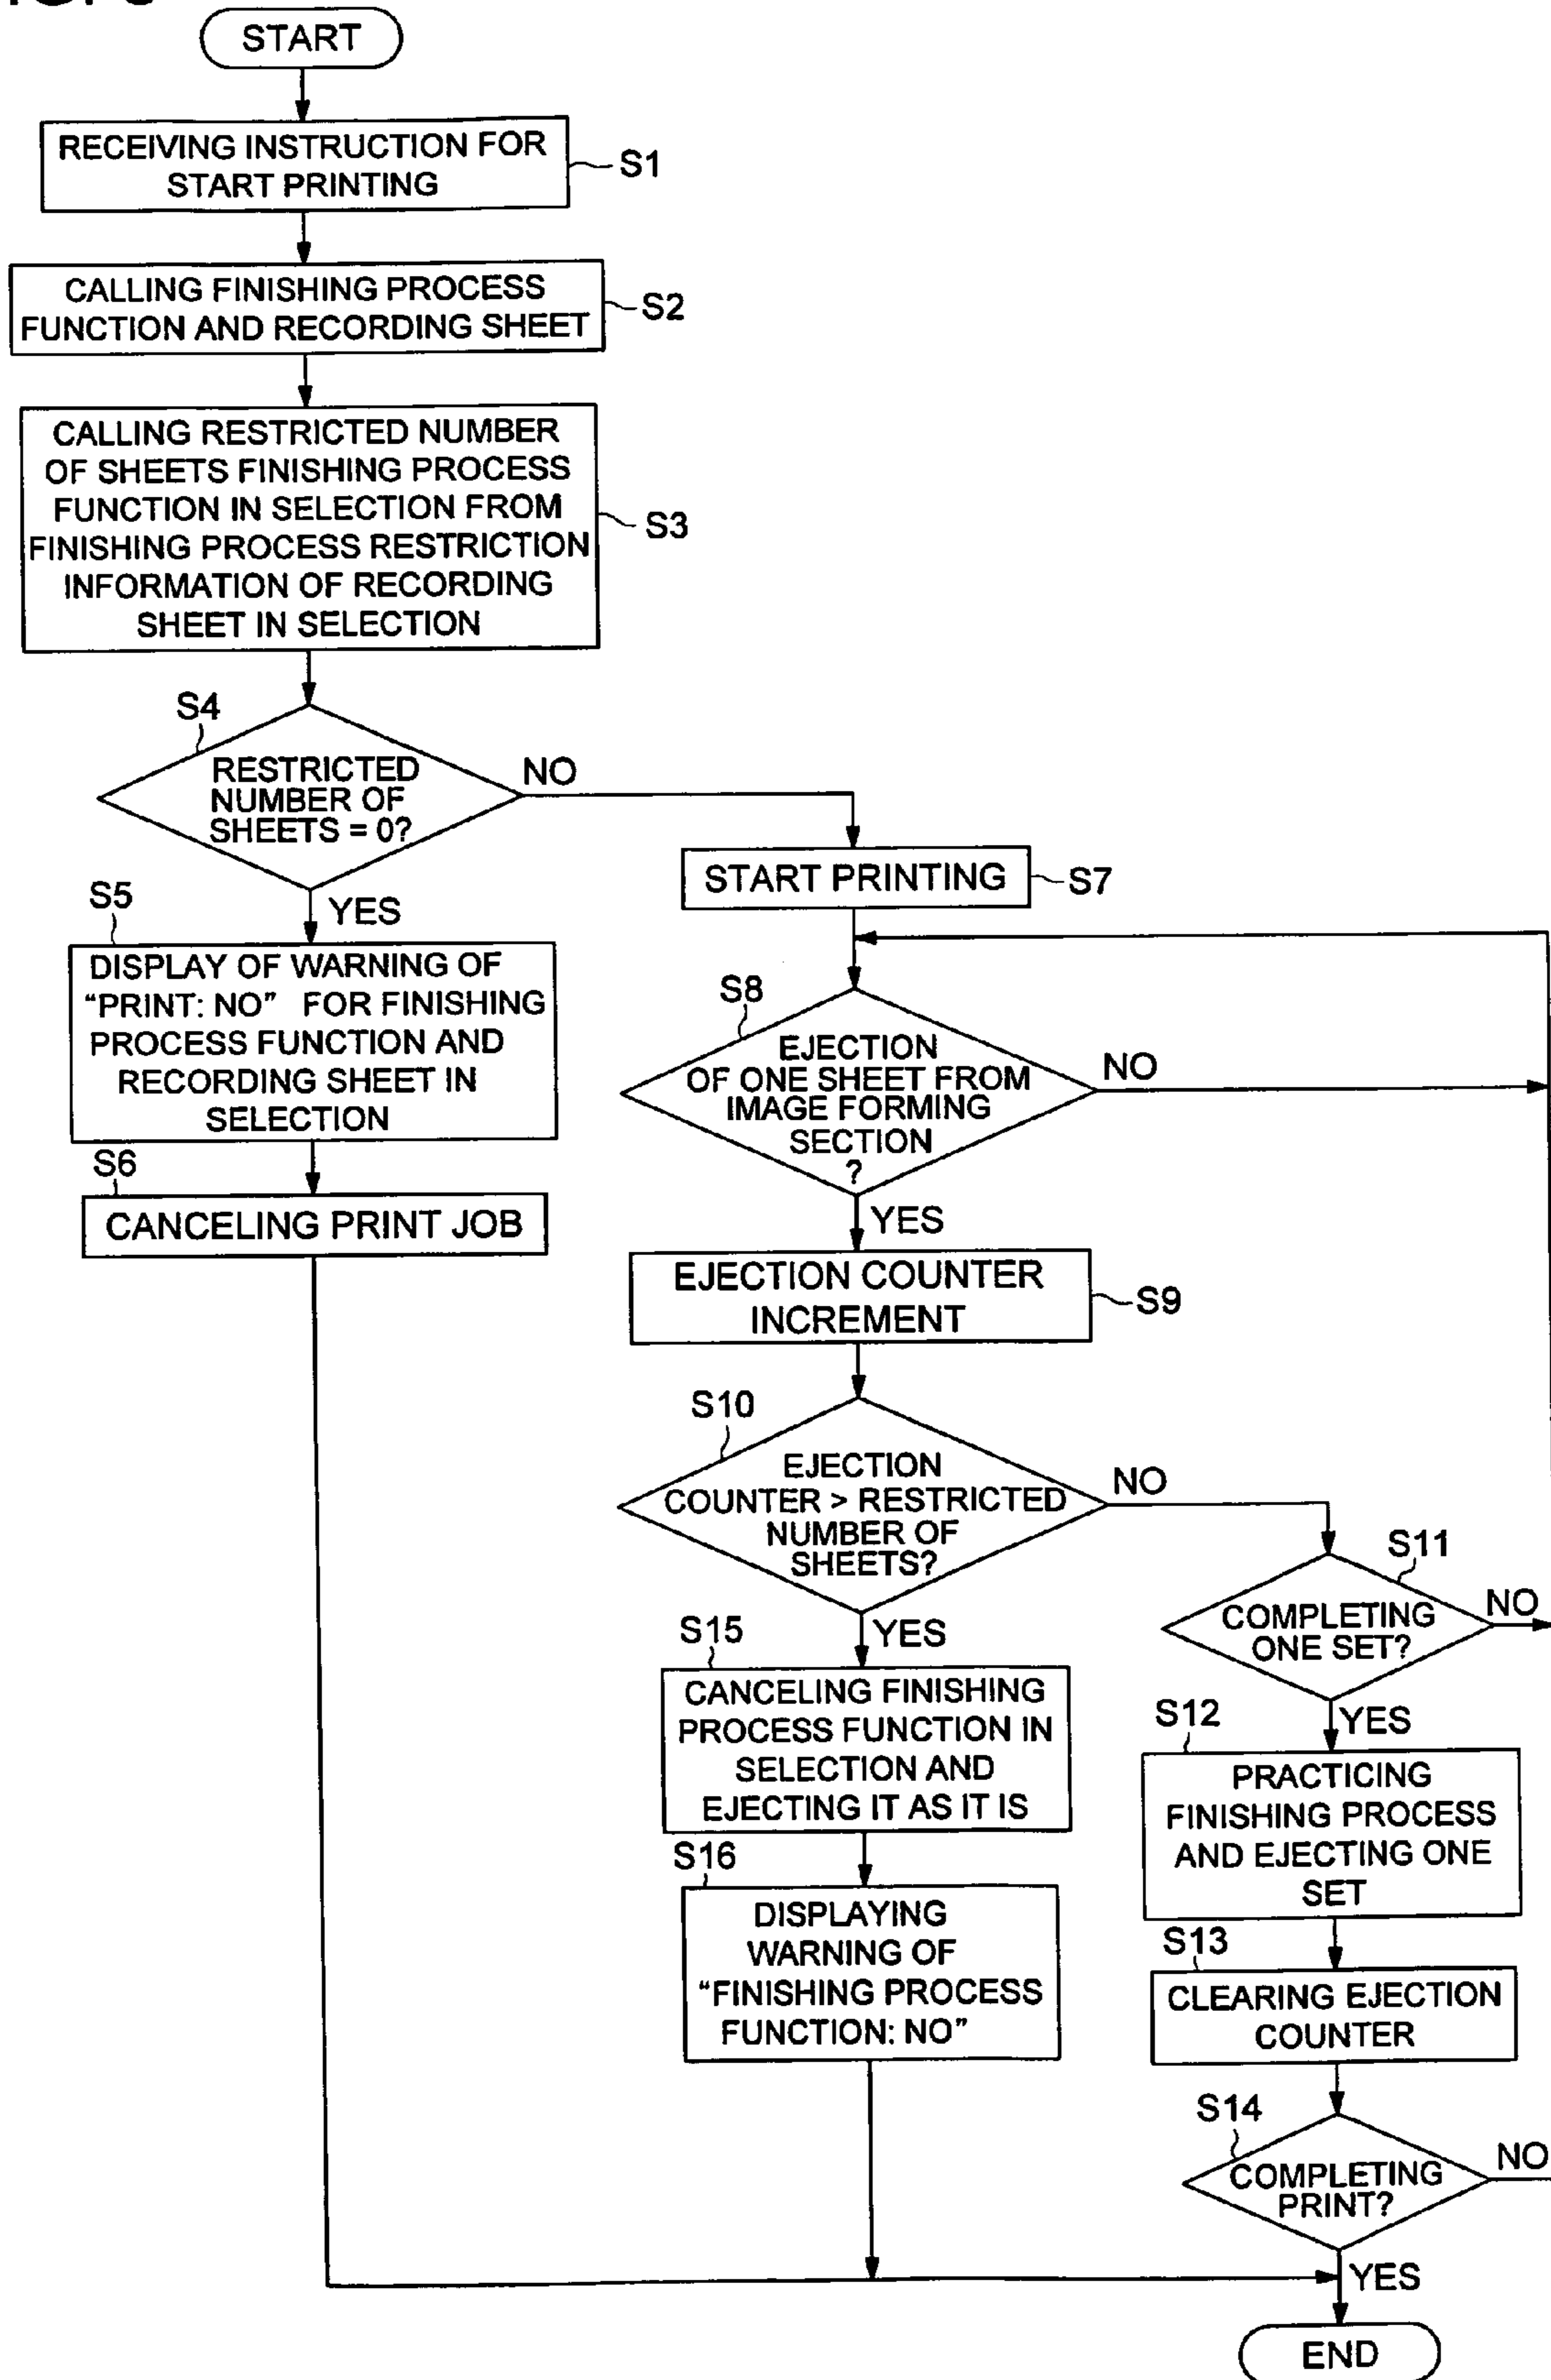 START
RECEIVING INSTRUCTION FOR
START PRINTING
S1
CALLING FINISHING PROCESS
FUNCTION AND RECORDING SHEET
S2
CALLING RESTRICTED NUMBER
OF SHEETS FINISHING PROCESS
FUNCTION IN SELECTION FROM
FINISHING PROCESS RESTRICTION
INFORMATION OF RECORDING
SHEET IN SELECTION
S3
S4
RESTRICTED
NUMBER OF
SHEETS = 0?
NO
YES
S5
DISPLAY OF WARNING OF
“PRINT: NO” FOR FINISHING
PROCESS FUNCTION AND
RECORDING SHEET IN
SELECTION
S6
CANCELING PRINT JOB
START PRINTING
S7
S8
EJECTION
OF ONE SHEET FROM
IMAGE FORMING
SECTION
?
NO
YES
EJECTION COUNTER
INCREMENT
S9
S10
EJECTION
COUNTER > RESTRICTED
NUMBER OF
SHEETS?
NO
YES
S15
CANCELING FINISHING
PROCESS FUNCTION IN
SELECTION AND
EJECTING IT AS IT IS
S16
DISPLAYING
WARNING OF
“FINISHING PROCESS
FUNCTION: NO”
S11
COMPLETING
ONE SET?
NO
YES
S12
PRACTICING
FINISHING PROCESS
AND EJECTING ONE
SET
S13
CLEARING EJECTION
COUNTER
S14
COMPLETING
PRINT?
NO
YES
END